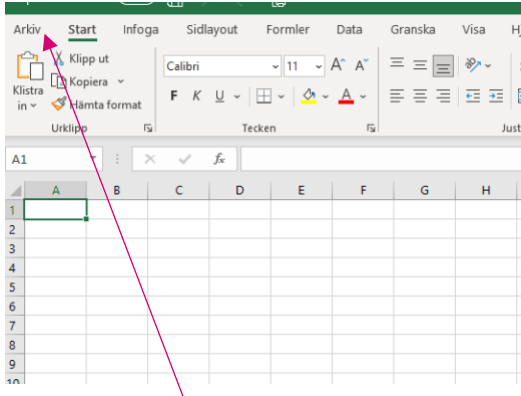 Arkiv Start Infoga Sidlayout Formler Data Granska Visa
Klistra in
Klipp ut
Kopiera
Hämta format
Urklipp
Calibri 11 A A
F K U A
Tecken
A1 fx
A B C D E F G H
1
2
3
4
5
6
7
8
9
10